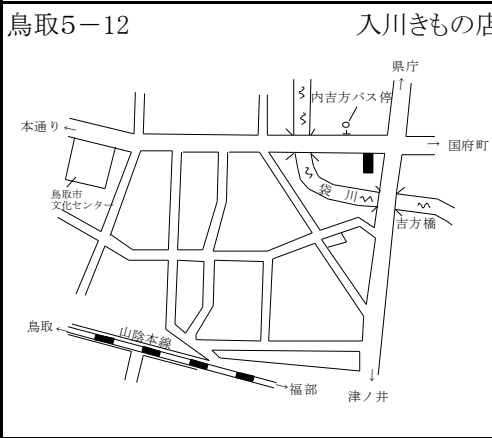 鳥取5－12
入川きもの店
県庁
内吉方バス停
本通り
国府町
鳥取市
文化センター
袋川
吉方橋
鳥取
山陰本線
福部
津ノ井